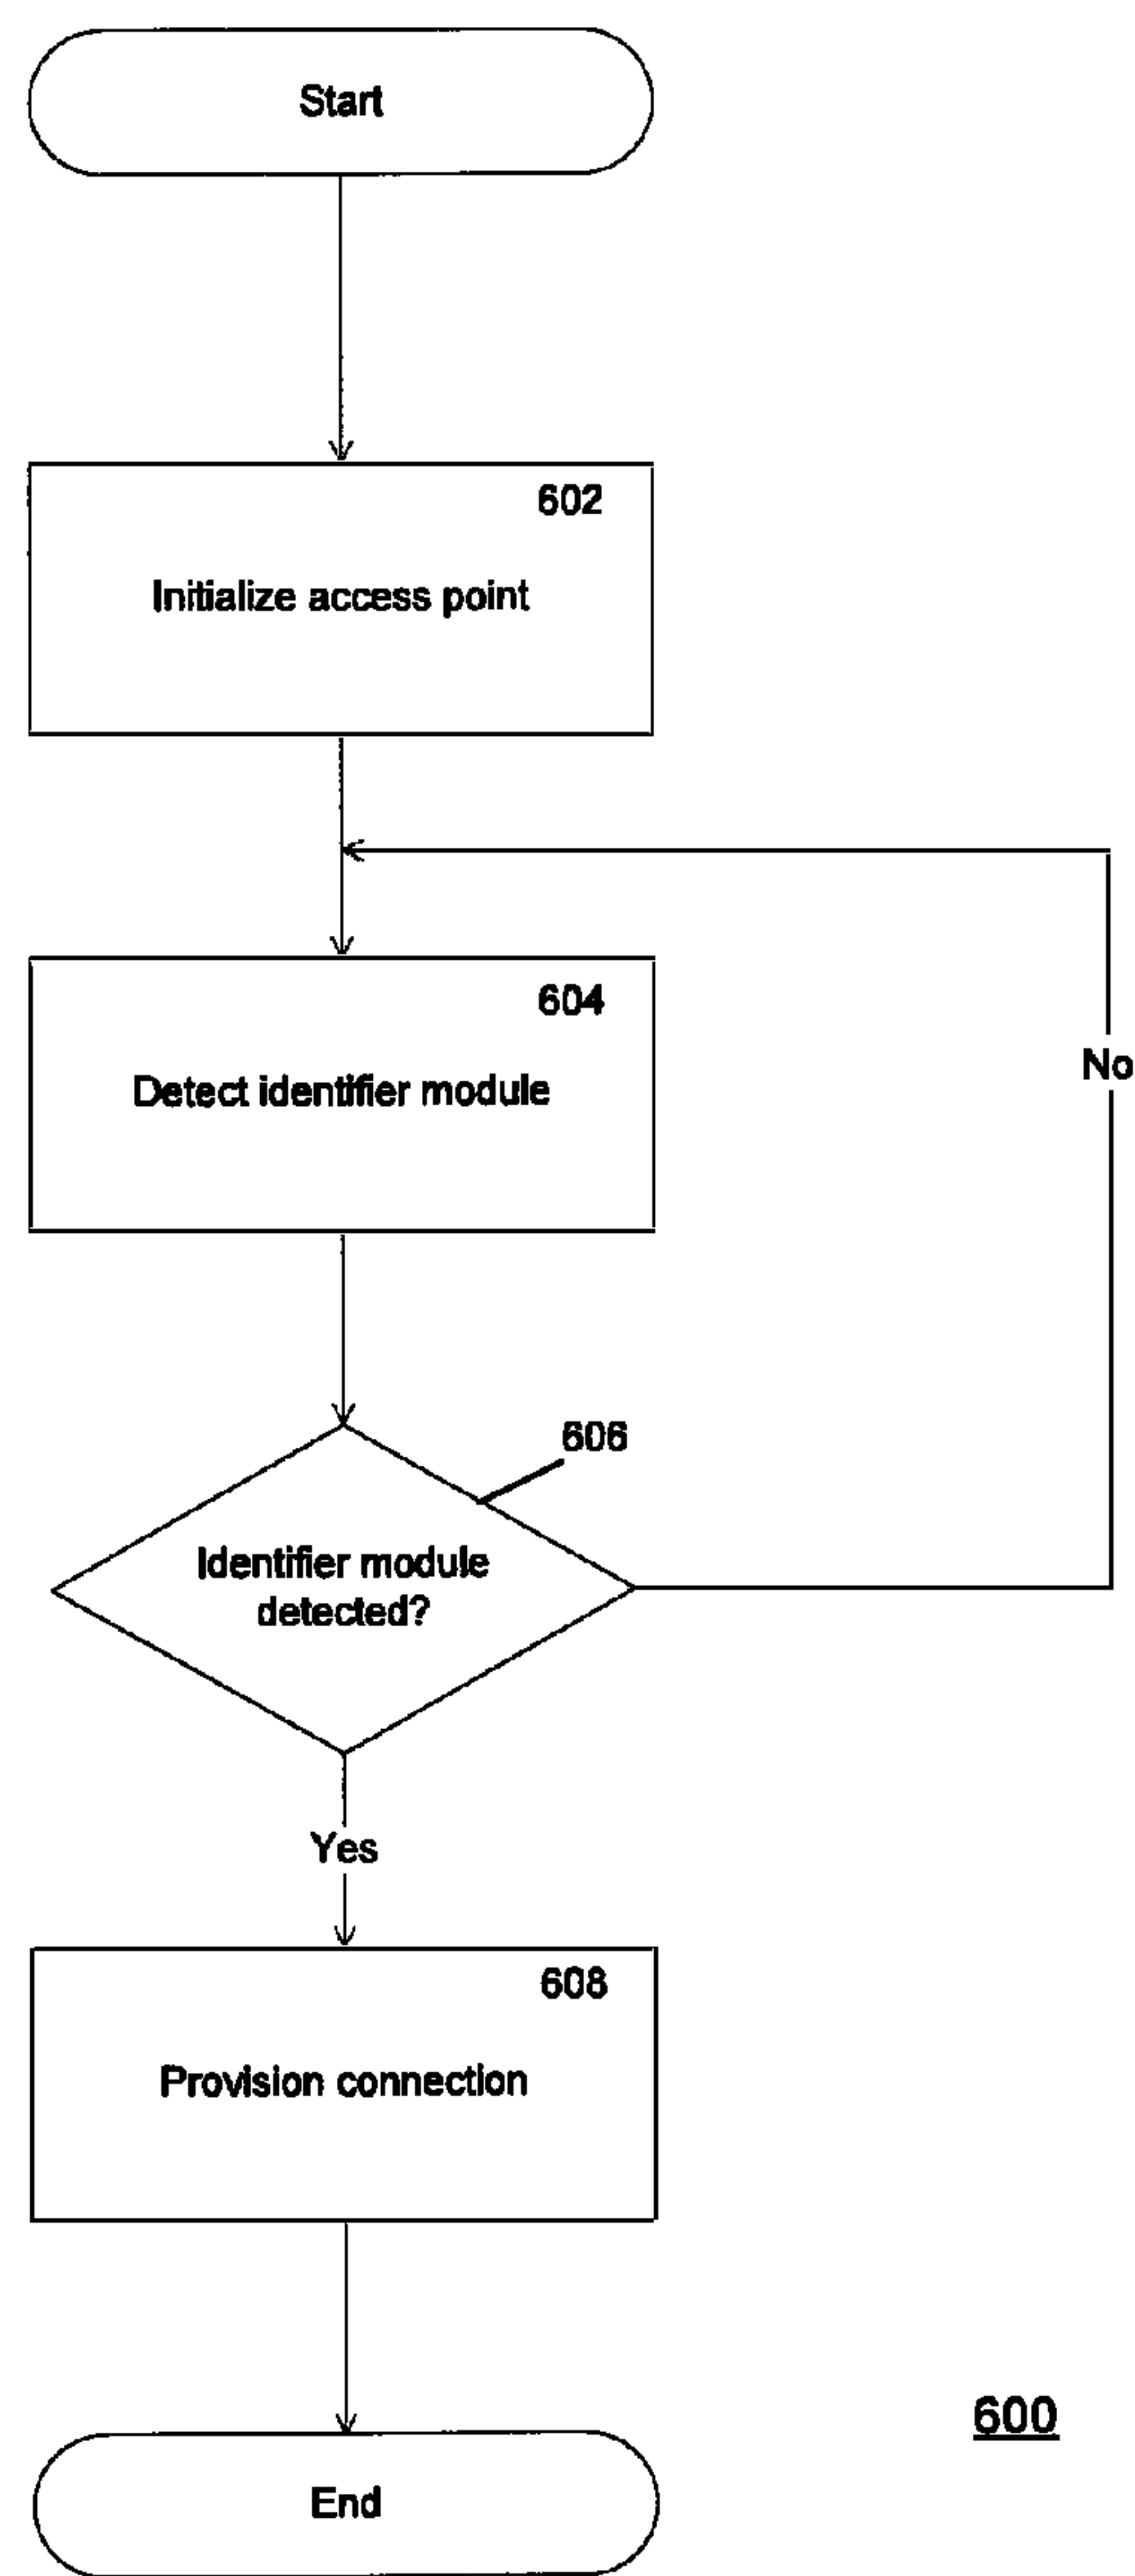 Start
602
Initialize access point
604
Detect identifier module
No
606
Identifier module
detected?
Yes
608
Provision connection
600
End